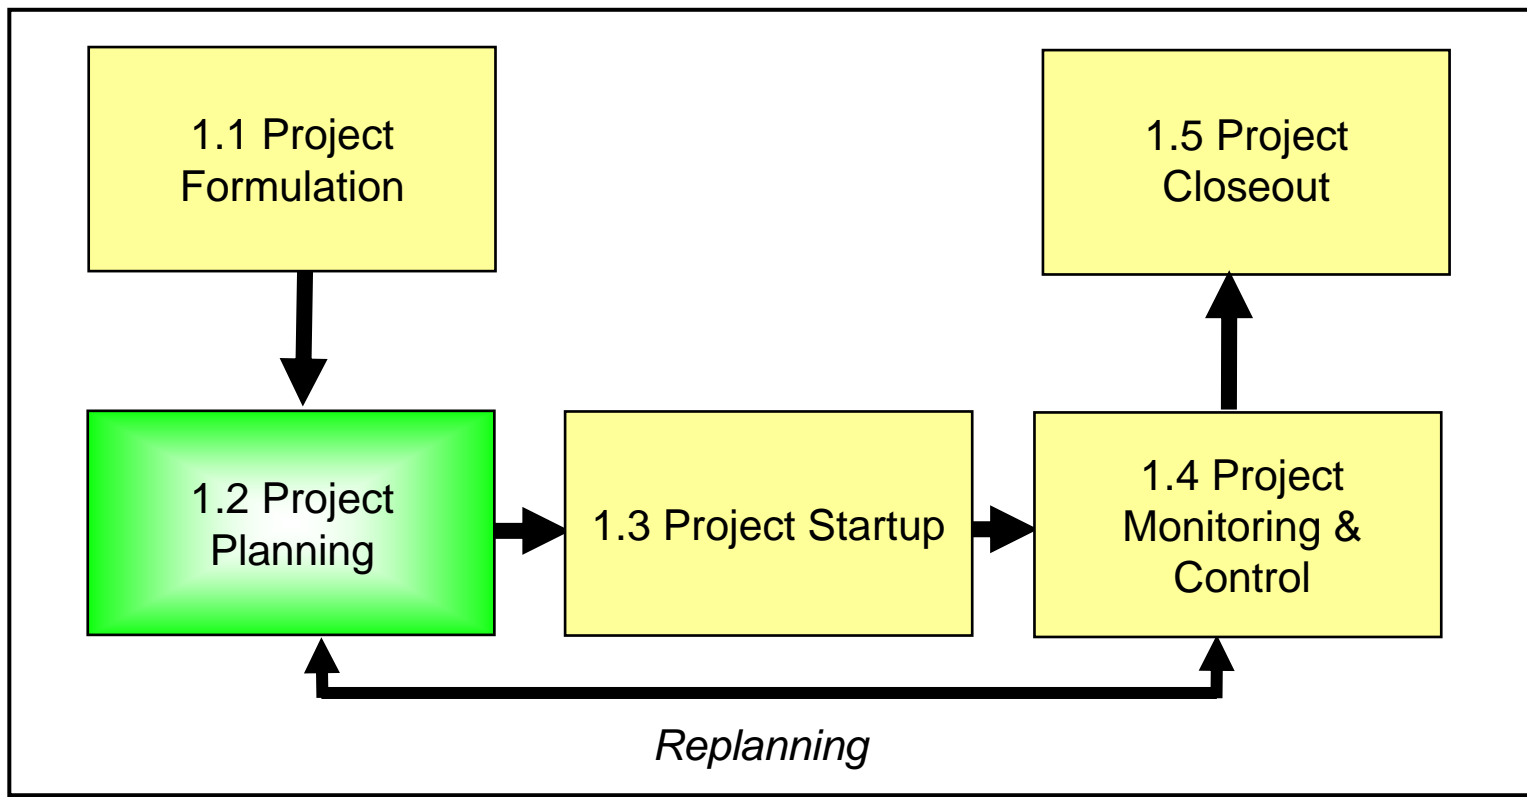 1.1 Project
Formulation
1.5 Project
Closeout
1.2 Project
Planning
1.3 Project Startup
1.4 Project
Monitoring &
Control
Replanning